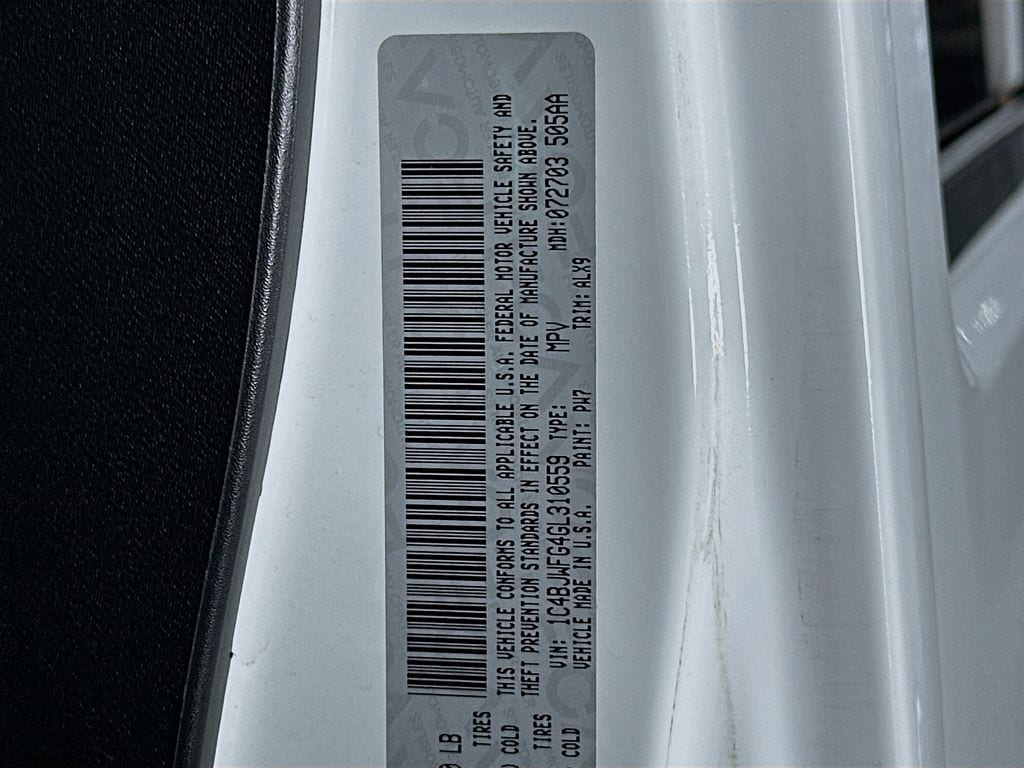 THIS VEHICLE CONFORMS TO ALL APPLICABLE U.S.A. FEDERAL MOTOR VEHICLE SAFETY AND
THEFT PREVENTION STANDARDS IN EFFECT ON THE DATE OF MANUFACTURE SHOWN ABOVE.
VIN: 1C4BJWFG4GL310559 TYPE: MPV MDH:072703 505AA
VEHICLE MADE IN U.S.A. PAINT: PW7 TRIM: ALX9
LB
TIRES
COLD
TIRES
COLD